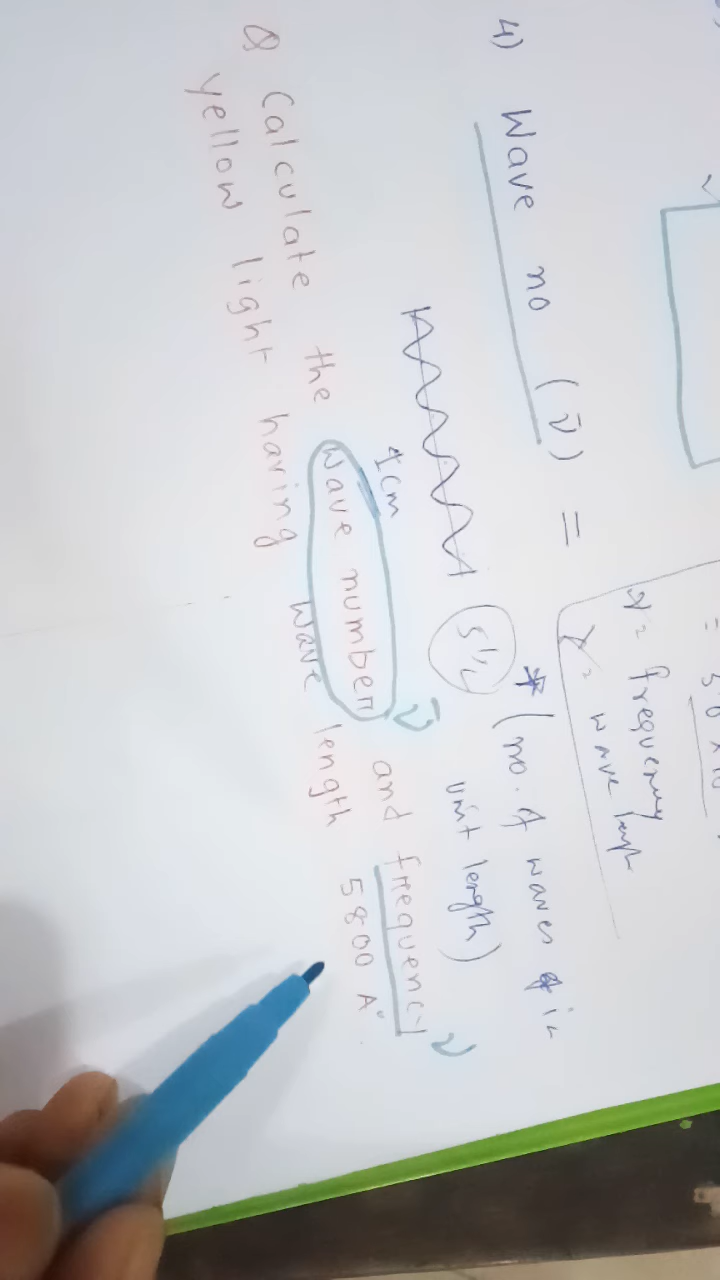 4) Wave no (ν̄) =
* (no. of waves in
unit length)
1cm
ν = frequency
wave
Q Calculate the wave number ν̄ and frequency ν
yellow light having wave length 5800 A°